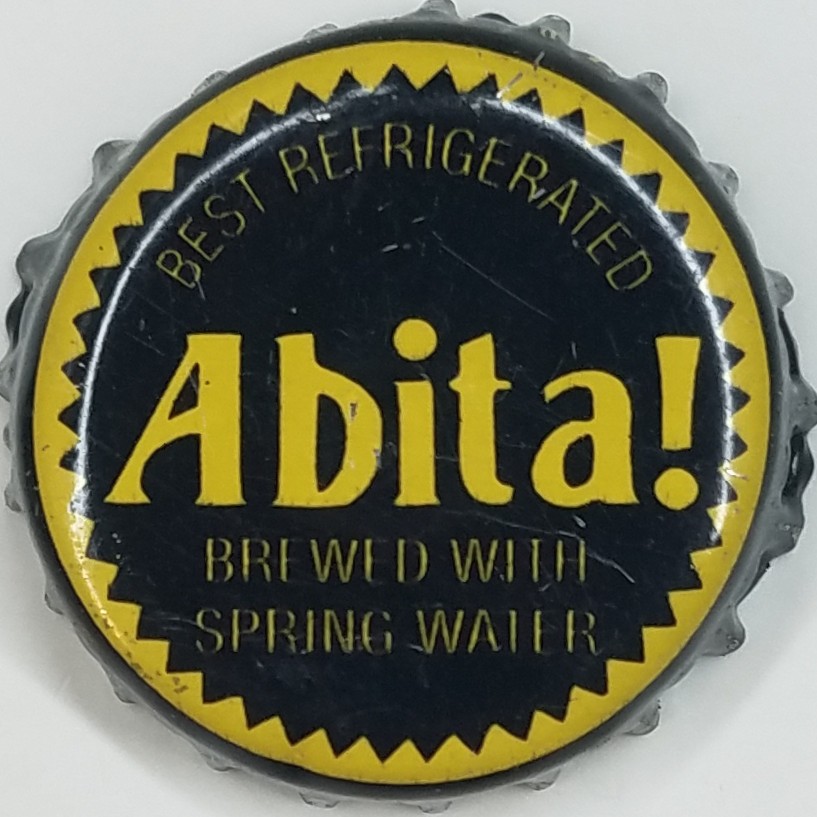 BEST REFRIGERATED
Abita!
BREWED WITH
SPRING WATER